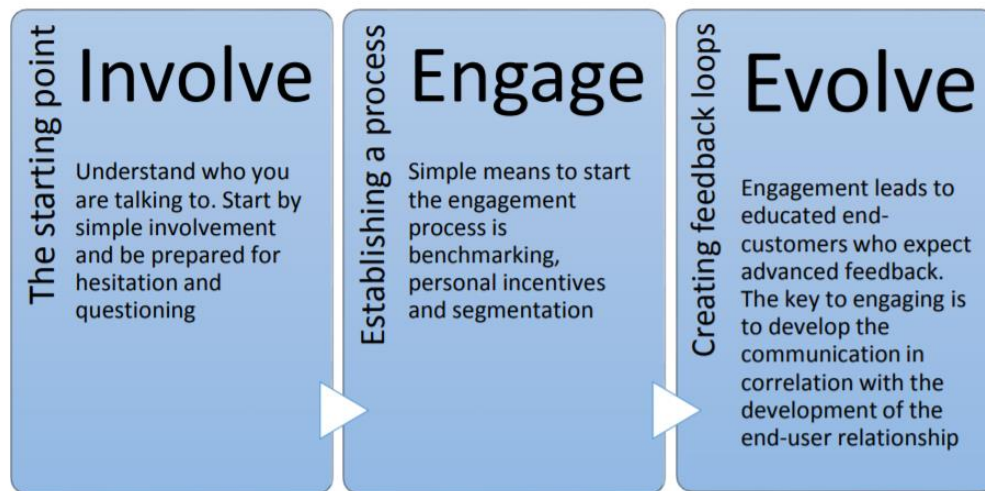 The starting point
Involve
Understand who you
are talking to. Start by
simple involvement
and be prepared for
hesitation and
questioning
Establishing a process
Engage
Simple means to start
the engagement
process is
benchmarking,
personal incentives
and segmentation
Creating feedback loops
Evolve
Engagement leads to
educated end-
customers who expect
advanced feedback.
The key to engaging is
to develop the
communication in
correlation with the
development of the
end-user relationship